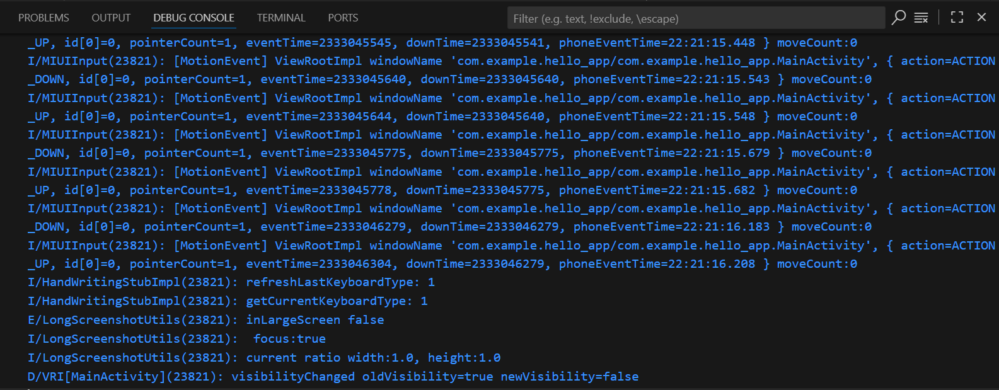 PROBLEMS OUTPUT DEBUG CONSOLE TERMINAL PORTS Filter (e.g. text, !exclude, \escape)
_UP, id[0]=0, pointerCount=1, eventTime=2333045545, downTime=2333045541, phoneEventTime=22:21:15.448 } moveCount:0
I/MIUIInput(23821): [MotionEvent] ViewRootImpl windowName 'com.example.hello_app/com.example.hello_app.MainActivity', { action=ACTION
_DOWN, id[0]=0, pointerCount=1, eventTime=2333045640, downTime=2333045640, phoneEventTime=22:21:15.543 } moveCount:0
I/MIUIInput(23821): [MotionEvent] ViewRootImpl windowName 'com.example.hello_app/com.example.hello_app.MainActivity', { action=ACTION
_UP, id[0]=0, pointerCount=1, eventTime=2333045644, downTime=2333045640, phoneEventTime=22:21:15.548 } moveCount:0
I/MIUIInput(23821): [MotionEvent] ViewRootImpl windowName 'com.example.hello_app/com.example.hello_app.MainActivity', { action=ACTION
_DOWN, id[0]=0, pointerCount=1, eventTime=2333045775, downTime=2333045775, phoneEventTime=22:21:15.679 } moveCount:0
I/MIUIInput(23821): [MotionEvent] ViewRootImpl windowName 'com.example.hello_app/com.example.hello_app.MainActivity', { action=ACTION
_UP, id[0]=0, pointerCount=1, eventTime=2333045778, downTime=2333045775, phoneEventTime=22:21:15.682 } moveCount:0
I/MIUIInput(23821): [MotionEvent] ViewRootImpl windowName 'com.example.hello_app/com.example.hello_app.MainActivity', { action=ACTION
_DOWN, id[0]=0, pointerCount=1, eventTime=2333046279, downTime=2333046279, phoneEventTime=22:21:16.183 } moveCount:0
I/MIUIInput(23821): [MotionEvent] ViewRootImpl windowName 'com.example.hello_app/com.example.hello_app.MainActivity', { action=ACTION
_UP, id[0]=0, pointerCount=1, eventTime=2333046304, downTime=2333046279, phoneEventTime=22:21:16.208 } moveCount:0
I/HandWritingStubImpl(23821): refreshLastKeyboardType: 1
I/HandWritingStubImpl(23821): getCurrentKeyboardType: 1
E/LongScreenshotUtils(23821): inLargeScreen false
I/LongScreenshotUtils(23821):  focus:true
I/LongScreenshotUtils(23821): current ratio width:1.0, height:1.0
D/VRI[MainActivity](23821): visibilityChanged oldVisibility=true newVisibility=false